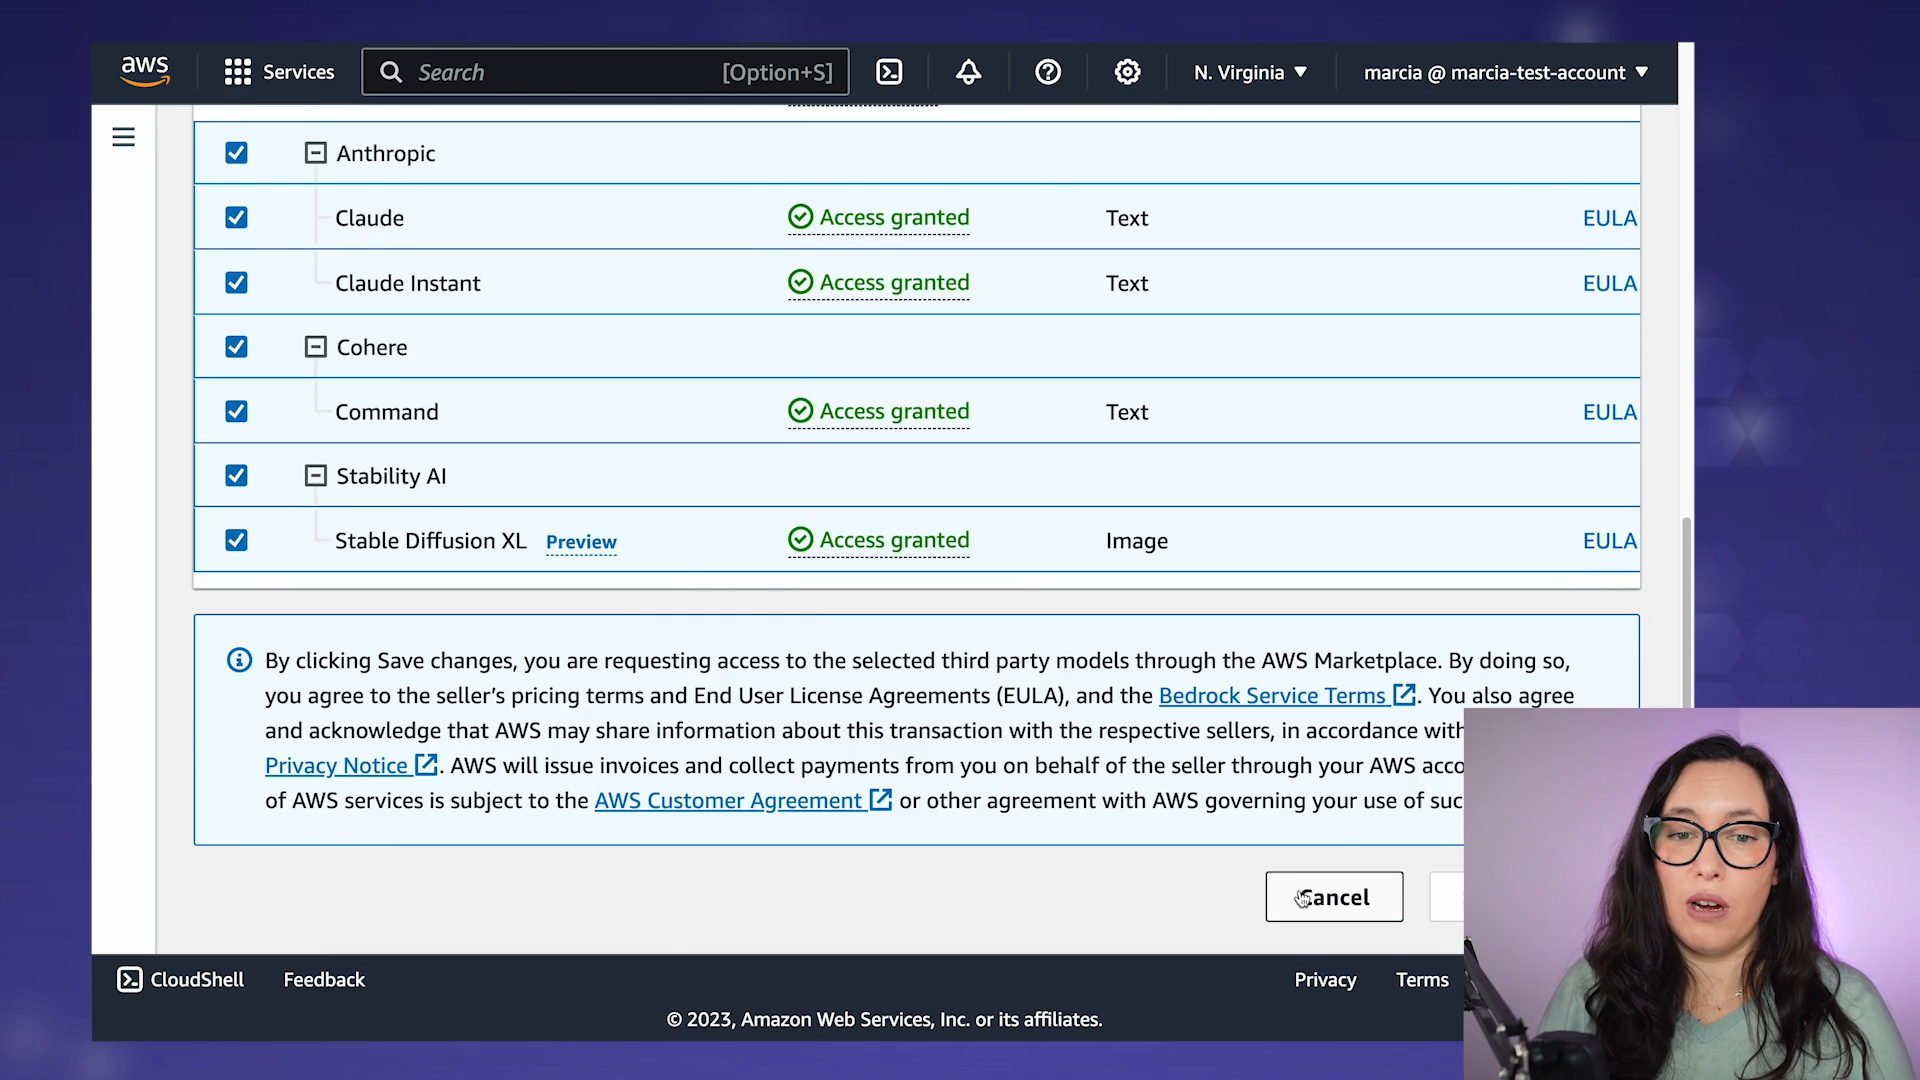 aws Services Search [Option+S] N. Virginia marcia @ marcia-test-account
Anthropic
Claude Access granted Text EULA
Claude Instant Access granted Text EULA
Cohere
Command Access granted Text EULA
Stability AI
Stable Diffusion XL Preview Access granted Image EULA
By clicking Save changes, you are requesting access to the selected third party models through the AWS Marketplace. By doing so,
you agree to the seller's pricing terms and End User License Agreements (EULA), and the Bedrock Service Terms. You also agree
and acknowledge that AWS may share information about this transaction with the respective sellers, in accordance with
Privacy Notice. AWS will issue invoices and collect payments from you on behalf of the seller through your AWS acco
of AWS services is subject to the AWS Customer Agreement or other agreement with AWS governing your use of suc
Cancel
CloudShell Feedback Privacy Terms
© 2023, Amazon Web Services, Inc. or its affiliates.